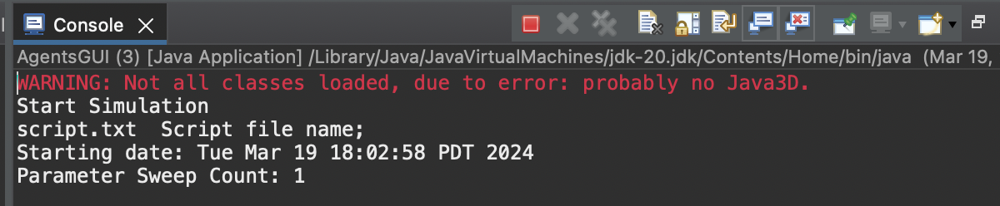 Console
AgentsGUI (3) [Java Application] /Library/Java/JavaVirtualMachines/jdk-20.jdk/Contents/Home/bin/java (Mar 19,
WARNING: Not all classes loaded, due to error: probably no Java3D.
Start Simulation
script.txt  Script file name;
Starting date: Tue Mar 19 18:02:58 PDT 2024
Parameter Sweep Count: 1